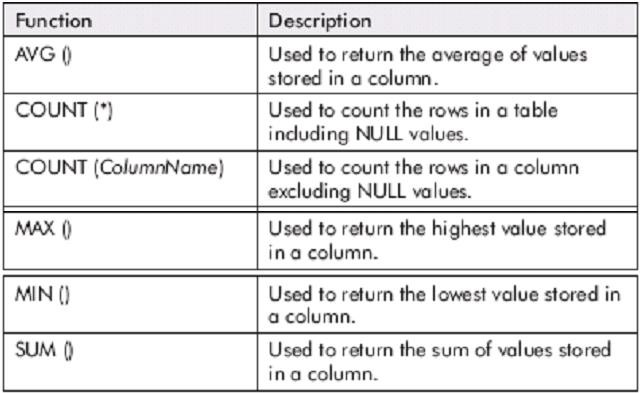 Function Description
AVG () Used to return the average of values
stored in a column.
COUNT (*) Used to count the rows in a table
including NULL values.
COUNT (ColumnName) Used to count the rows in a column
excluding NULL values.
MAX () Used to return the highest value stored
in a column.
MIN () Used to return the lowest value stored in
a column.
SUM () Used to return the sum of values stored
in a column.